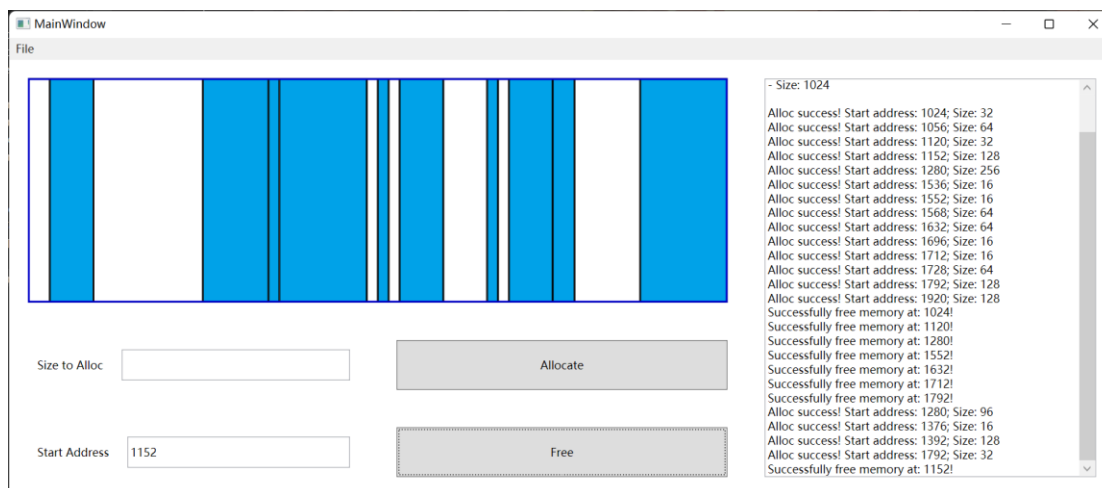 MainWindow
File
- Size: 1024
Alloc success! Start address: 1024; Size: 32
Alloc success! Start address: 1056; Size: 64
Alloc success! Start address: 1120; Size: 32
Alloc success! Start address: 1152; Size: 128
Alloc success! Start address: 1280; Size: 256
Alloc success! Start address: 1536; Size: 16
Alloc success! Start address: 1552; Size: 16
Alloc success! Start address: 1568; Size: 64
Alloc success! Start address: 1632; Size: 64
Alloc success! Start address: 1696; Size: 16
Alloc success! Start address: 1712; Size: 16
Alloc success! Start address: 1728; Size: 64
Alloc success! Start address: 1792; Size: 128
Alloc success! Start address: 1920; Size: 128
Successfully free memory at: 1024!
Successfully free memory at: 1120!
Successfully free memory at: 1280!
Successfully free memory at: 1552!
Successfully free memory at: 1632!
Successfully free memory at: 1712!
Successfully free memory at: 1792!
Alloc success! Start address: 1280; Size: 96
Alloc success! Start address: 1376; Size: 16
Alloc success! Start address: 1392; Size: 128
Alloc success! Start address: 1792; Size: 32
Successfully free memory at: 1152!
Size to Alloc
Allocate
Start Address
1152
Free